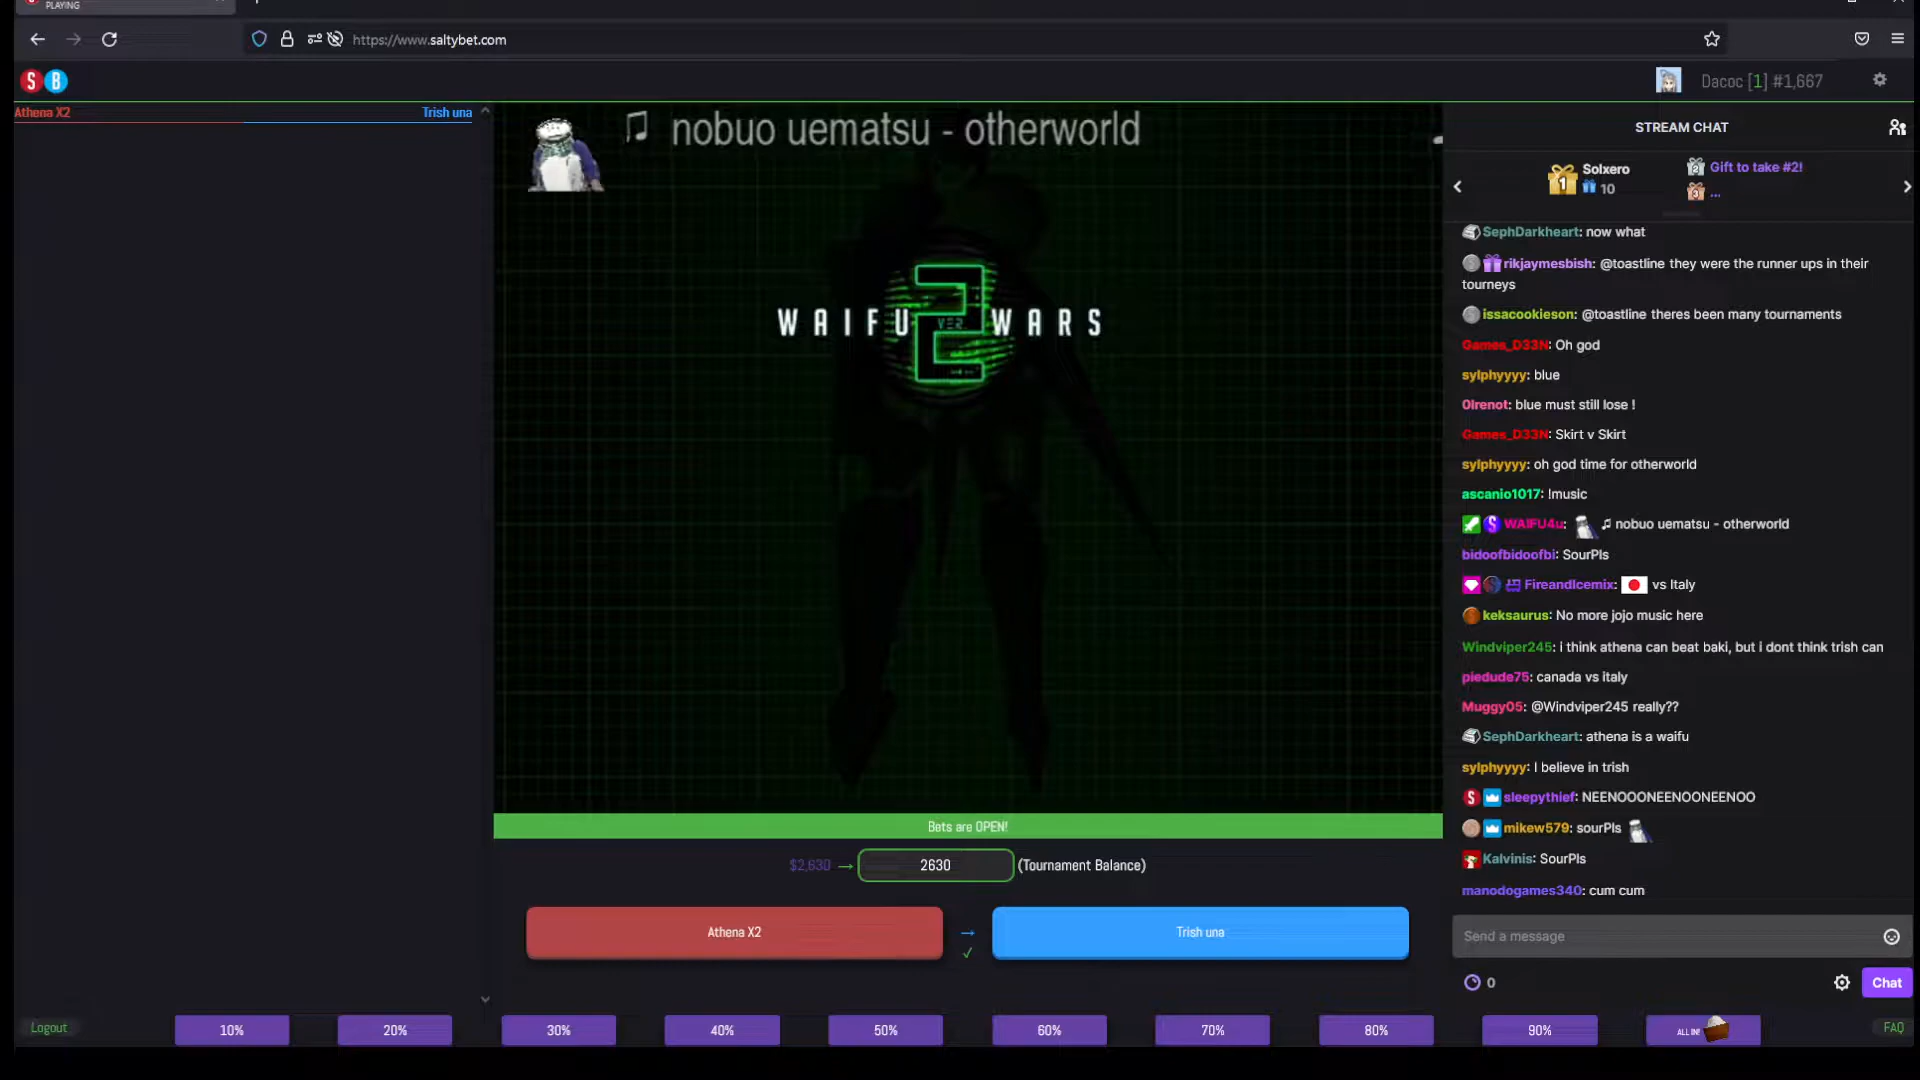 PLAYING
https://www.saltybet.com
S B
Dacoc [1] #1,667
Athena X2
Trish una
♫ nobuo uematsu - otherworld
WAIFU 2 WARS
VER.
Bets are OPEN!
$2,630 → 2630 (Tournament Balance)
Athena X2
→
✓
Trish una
Logout
10%
20%
30%
40%
50%
60%
70%
80%
90%
ALL IN!
FAQ
STREAM CHAT
1
Solxero
10
Gift to take #2!
...
SephDarkheart: now what
rikjaymesbish: @toastline they were the runner ups in their
tourneys
issacookieson: @toastline theres been many tournaments
Games_D33N: Oh god
sylphyyyy: blue
0lrenot: blue must still lose !
Games_D33N: Skirt v Skirt
sylphyyyy: oh god time for otherworld
ascanio1017: !music
WAIFU4u: ♫ nobuo uematsu - otherworld
bidoofbidoofbi: SourPls
FireandIcemix: vs Italy
keksaurus: No more jojo music here
Windviper245: i think athena can beat baki, but i dont think trish can
piedude75: canada vs italy
Muggy05: @Windviper245 really??
SephDarkheart: athena is a waifu
sylphyyyy: I believe in trish
sleepythief: NEENOOONEENOONEENOO
mikew579: sourPls
Kalvinis: SourPls
manodogames340: cum cum
Send a message
0
Chat